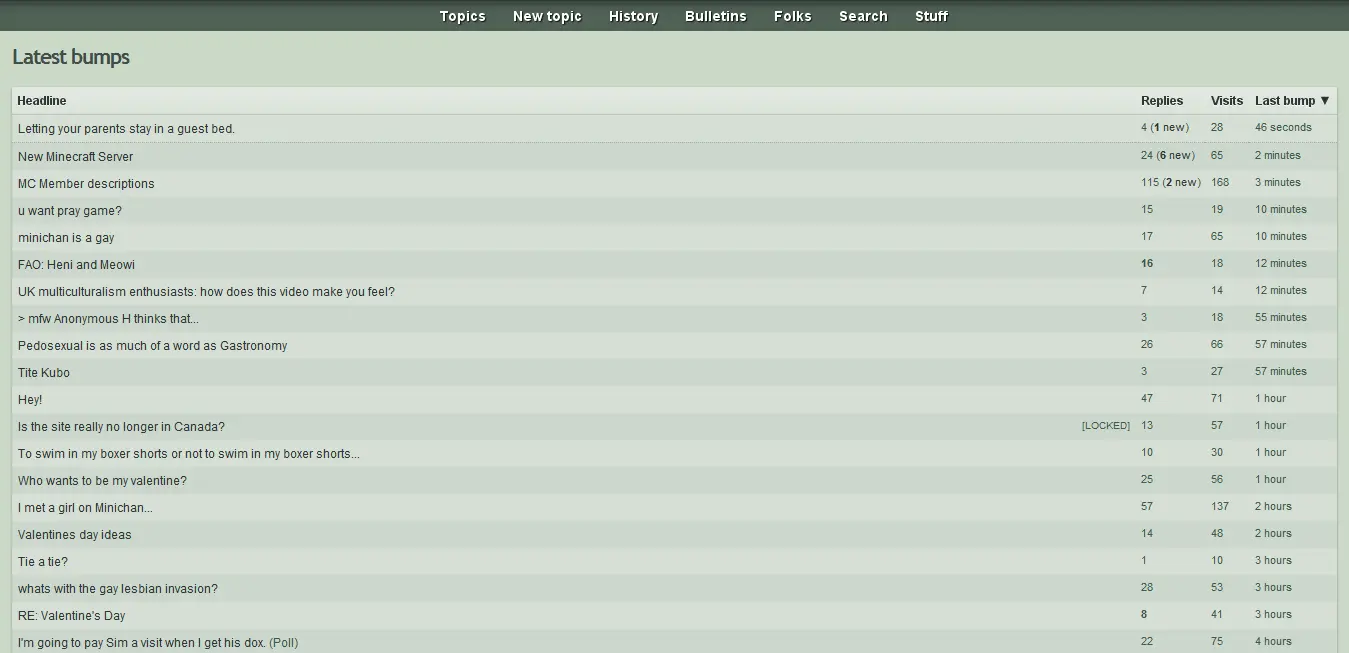 Topics New topic History Bulletins Folks Search Stuff
Latest bumps
Headline Replies Visits Last bump ▼
Letting your parents stay in a guest bed. 4 (1 new) 28 46 seconds
New Minecraft Server 24 (6 new) 65 2 minutes
MC Member descriptions 115 (2 new) 168 3 minutes
u want pray game? 15 19 10 minutes
minichan is a gay 17 65 10 minutes
FAO: Heni and Meowi 16 18 12 minutes
UK multiculturalism enthusiasts: how does this video make you feel? 7 14 12 minutes
> mfw Anonymous H thinks that... 3 18 55 minutes
Pedosexual is as much of a word as Gastronomy 26 66 57 minutes
Tite Kubo 3 27 57 minutes
Hey! 47 71 1 hour
Is the site really no longer in Canada? [LOCKED] 13 57 1 hour
To swim in my boxer shorts or not to swim in my boxer shorts... 10 30 1 hour
Who wants to be my valentine? 25 56 1 hour
I met a girl on Minichan... 57 137 2 hours
Valentines day ideas 14 48 2 hours
Tie a tie? 1 10 3 hours
whats with the gay lesbian invasion? 28 53 3 hours
RE: Valentine's Day 8 41 3 hours
I'm going to pay Sim a visit when I get his dox. (Poll) 22 75 4 hours